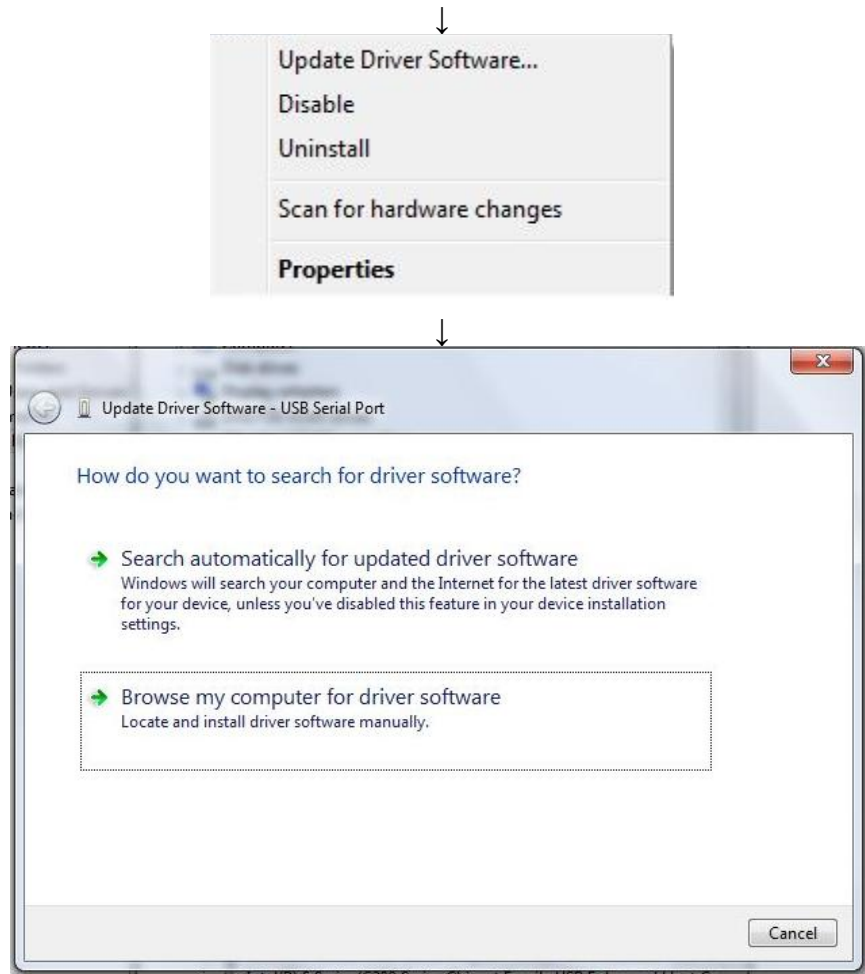 ↓
Update Driver Software...
Disable
Uninstall
Scan for hardware changes
Properties
↓
Update Driver Software - USB Serial Port
How do you want to search for driver software?
Search automatically for updated driver software
Windows will search your computer and the Internet for the latest driver software
for your device, unless you've disabled this feature in your device installation
settings.
Browse my computer for driver software
Locate and install driver software manually.
Cancel